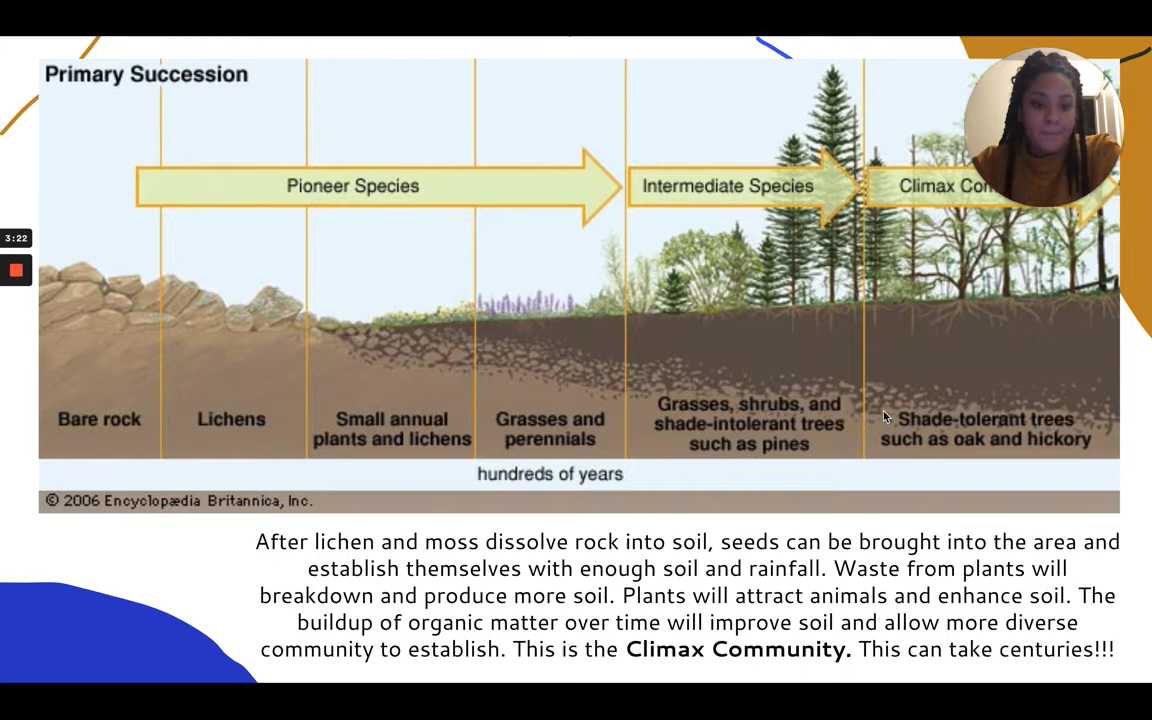 Primary Succession
Pioneer Species
Intermediate Species
Climax
3:22
Bare rock
Lichens
Small annual
plants and lichens
Grasses and
perennials
Grasses, shrubs, and
shade-intolerant trees
such as pines
Shade-tolerant trees
such as oak and hickory
hundreds of years
© 2006 Encyclopædia Britannica, Inc.
After lichen and moss dissolve rock into soil, seeds can be brought into the area and
establish themselves with enough soil and rainfall. Waste from plants will
breakdown and produce more soil. Plants will attract animals and enhance soil. The
buildup of organic matter over time will improve soil and allow more diverse
community to establish. This is the Climax Community. This can take centuries!!!